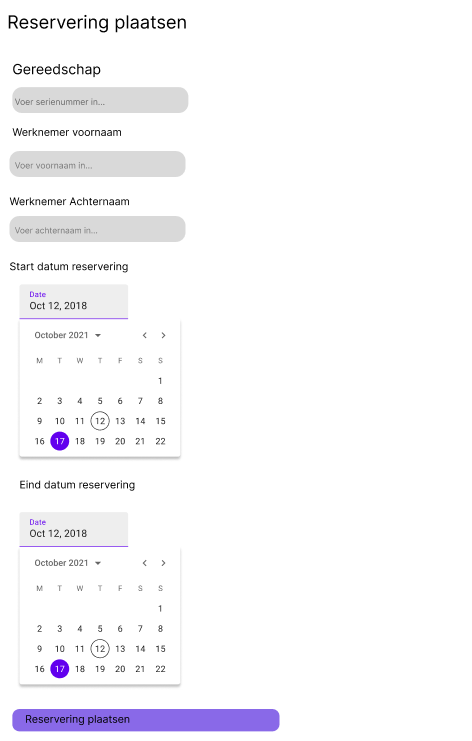 Reservering plaatsen
Gereedschap
Voer serienummer in...
Werknemer voornaam
Voer voornaam in...
Werknemer Achternaam
Voer achternaam in...
Start datum reservering
Date
Oct 12, 2018
October 2021
M T W T F S S
1
2 3 4 5 6 7 8
9 10 11 12 13 14 15
16 17 18 19 20 21 22
Eind datum reservering
Date
Oct 12, 2018
October 2021
M T W T F S S
1
2 3 4 5 6 7 8
9 10 11 12 13 14 15
16 17 18 19 20 21 22
Reservering plaatsen